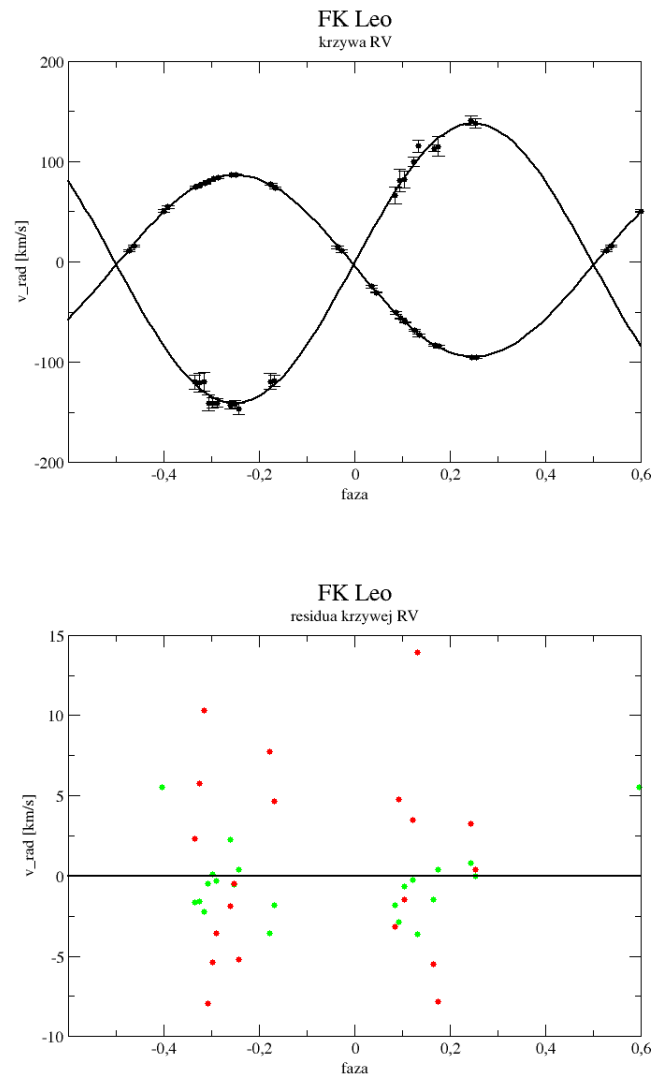 FK Leo
krzywa RV
200
100
0
-100
-200
v_rad [km/s]
-0,4 -0,2 0 0,2 0,4 0,6
faza
FK Leo
residua krzywej RV
15
10
5
0
-5
-10
v_rad [km/s]
-0,4 -0,2 0 0,2 0,4 0,6
faza